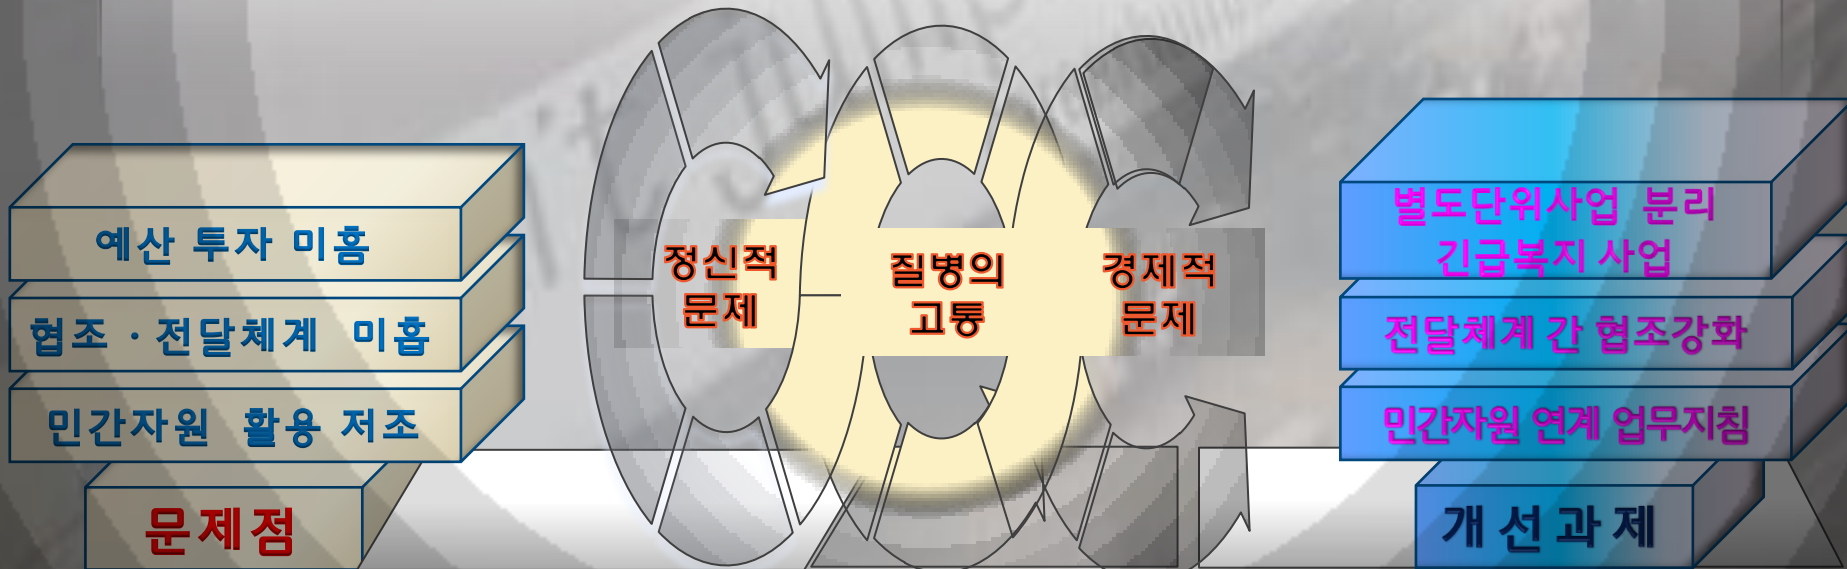 예산 투자 미흡
협조 · 전달체계 미흡
민간자원 활용 저조
문제점
정신적
문제
질병의
고통
경제적
문제
별도단위사업 분리
긴급복지 사업
전달체계 간 협조강화
민간자원 연계 업무지침
개선과제